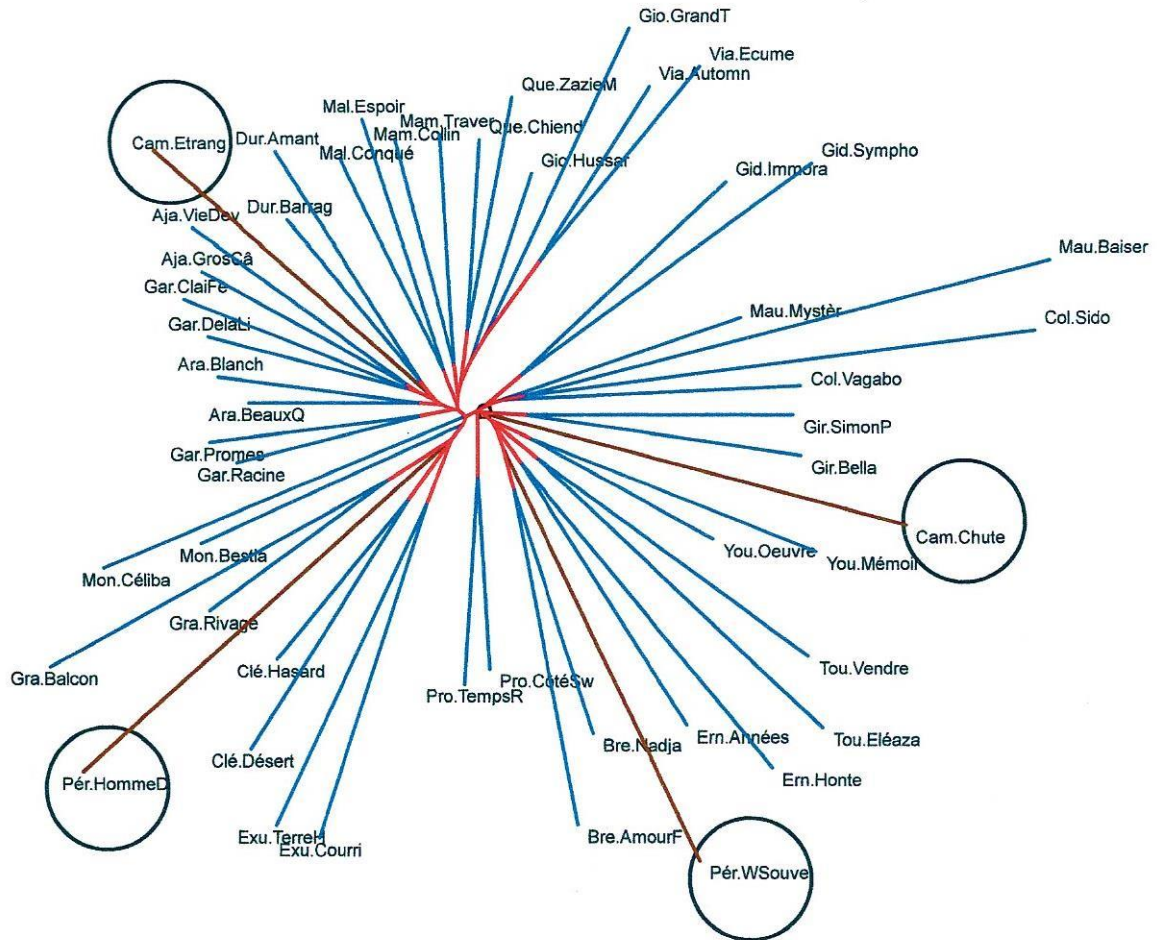 Gio.GrandT
Via.Ecume
Via.Automn
Que.ZazieM
Mal.Espoir
Mam.Traver
Que.Chiend
Mam.Collin
Cam.Etrang
Dur.Amant
Mal.Conqué
Gio.Hussar
Gid.Sympho
Gid.Immora
Aja.VieDev
Dur.Barrag
Mau.Baiser
Aja.GrosCâ
Gar.ClaiFe
Mau.Mystèr
Col.Sido
Gar.DelaLi
Ara.Blanch
Col.Vagabo
Ara.BeauxQ
Gir.SimonP
Gar.Promes
Gar.Racine
Gir.Bella
Cam.Chute
Mon.Bestia
You.Oeuvre
You.Mémoir
Mon.Céliba
Gra.Rivage
Clé.Hasard
Tou.Vendre
Gra.Balcon
Pro.CôtéSw
Pro.TempsR
Tou.Eléaza
Ern.Années
Bre.Nadja
Clé.Désert
Ern.Honte
Pér.HommeD
Exu.TerreH
Bre.AmourF
Exu.Courri
Pér.WSouve